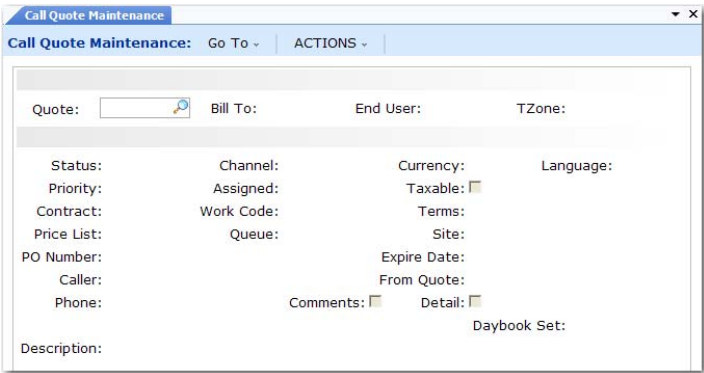 Call Quote Maintenance
Call Quote Maintenance: Go To ACTIONS
Quote: Bill To: End User: TZone:
Status: Channel: Currency: Language:
Priority: Assigned: Taxable:
Contract: Work Code: Terms:
Price List: Queue: Site:
PO Number: Expire Date:
Caller: From Quote:
Phone: Comments: Detail:
Daybook Set:
Description: